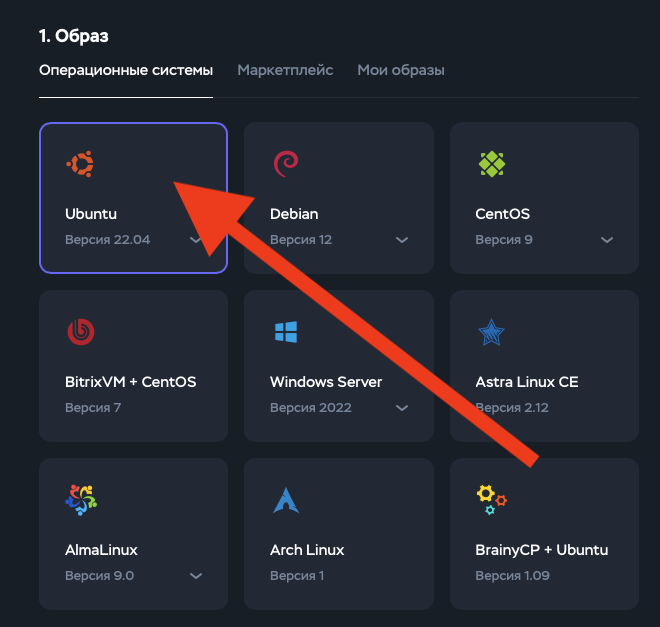 1. Образ
Операционные системы Маркетплейс Мои образы
Ubuntu
Версия 22.04
Debian
Версия 12
CentOS
Версия 9
BitrixVM + CentOS
Версия 7
Windows Server
Версия 2022
Astra Linux CE
Версия 2.12
AlmaLinux
Версия 9.0
Arch Linux
Версия 1
BrainyCP + Ubuntu
Версия 1.09